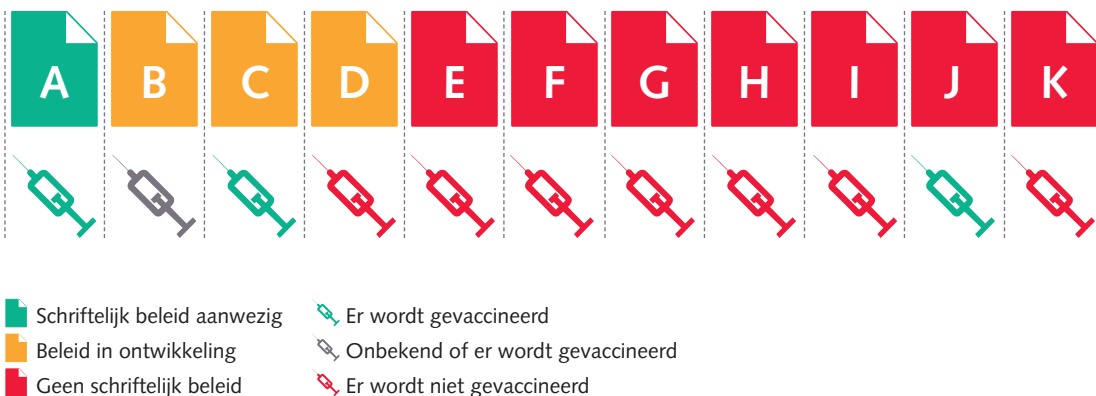 A B C D E F G H I J K
Schriftelijk beleid aanwezig
Beleid in ontwikkeling
Geen schriftelijk beleid
Er wordt gevaccineerd
Onbekend of er wordt gevaccineerd
Er wordt niet gevaccineerd